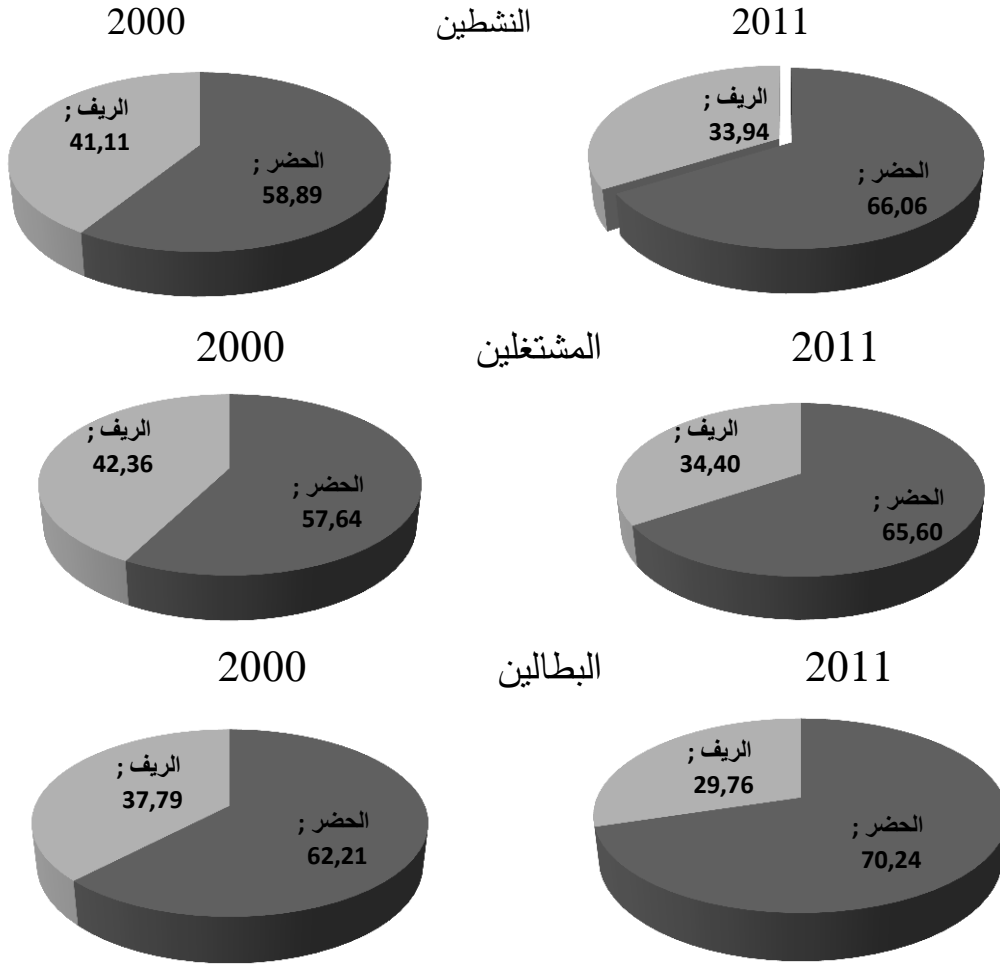 2000 النشطين 2011
الريف ;
41,11
الحضر ;
58,89
الريف ;
33,94
الحضر ;
66,06
2000 المشتغلين 2011
الريف ;
42,36
الحضر ;
57,64
الريف ;
34,40
الحضر ;
65,60
2000 البطالين 2011
الريف ;
37,79
الحضر ;
62,21
الريف ;
29,76
الحضر ;
70,24